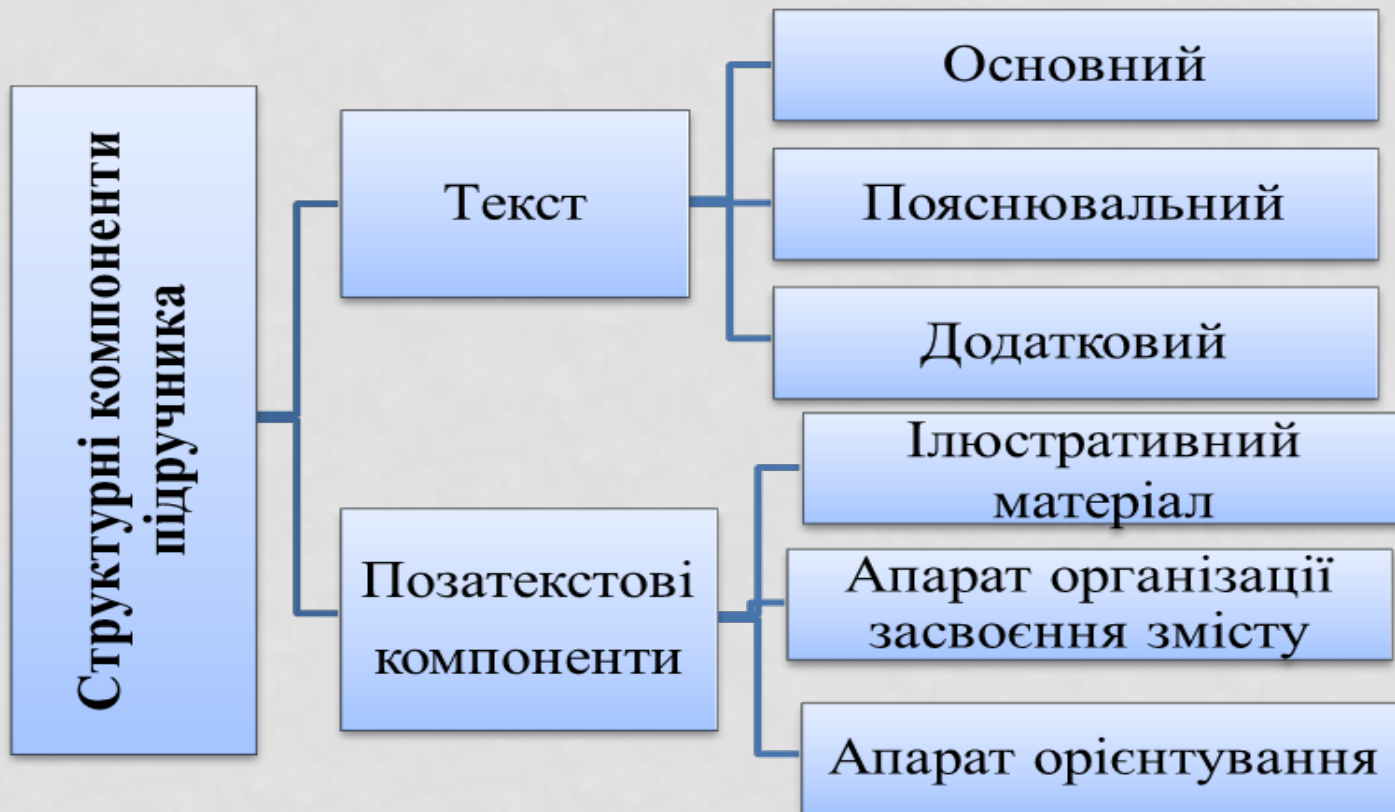 Структурні компоненти
підручника
Текст
Основний
Пояснювальний
Додатковий
Позатекстові
компоненти
Ілюстративний
матеріал
Апарат організації
засвоєння змісту
Апарат орієнтування